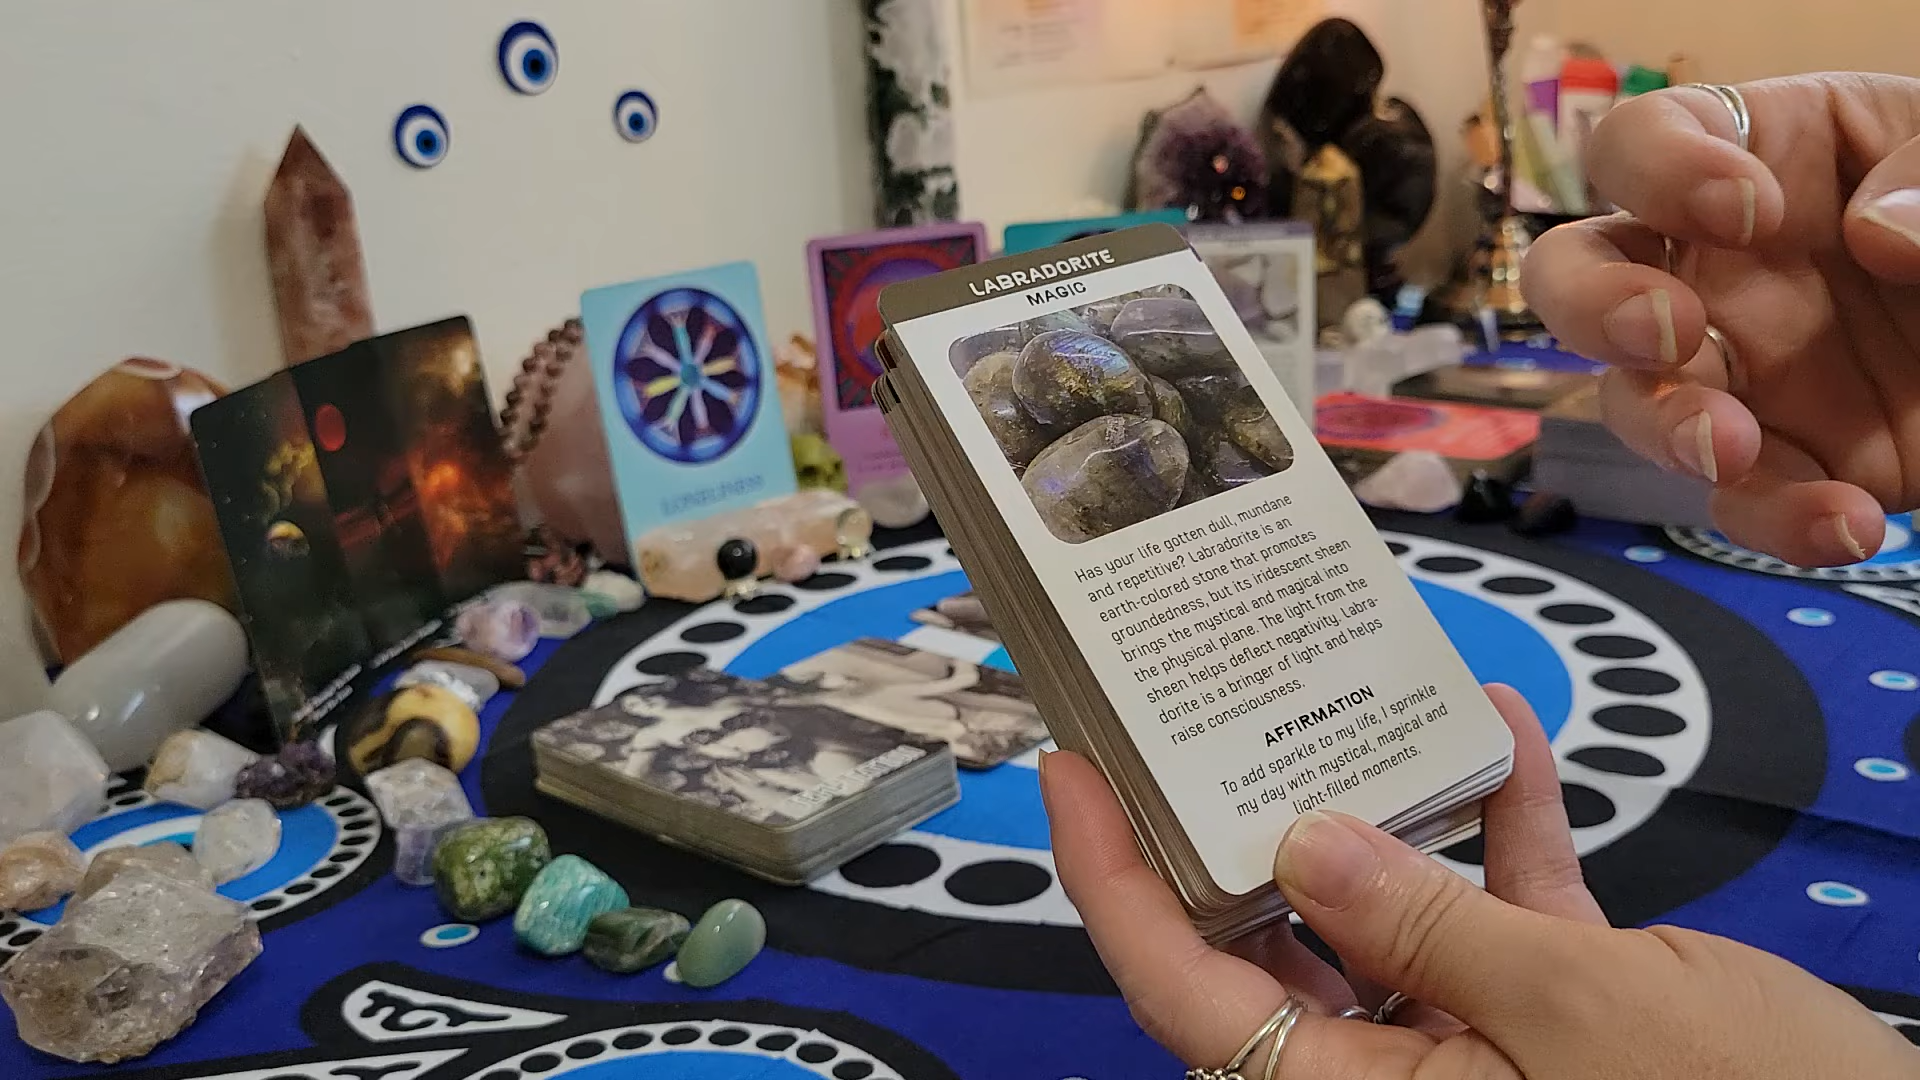 LABRADORITE
MAGIC
Has your life gotten dull, mundane
and repetitive? Labradorite is an
earth-colored stone that promotes
groundedness, but its iridescent sheen
brings the mystical and magical into
the physical plane. The light from the
sheen helps deflect negativity. Labra-
dorite is a bringer of light and helps
raise consciousness.
AFFIRMATION
To add sparkle to my life, I sprinkle
my day with mystical, magical and
light-filled moments.
LONELINESS
TEMPTATION